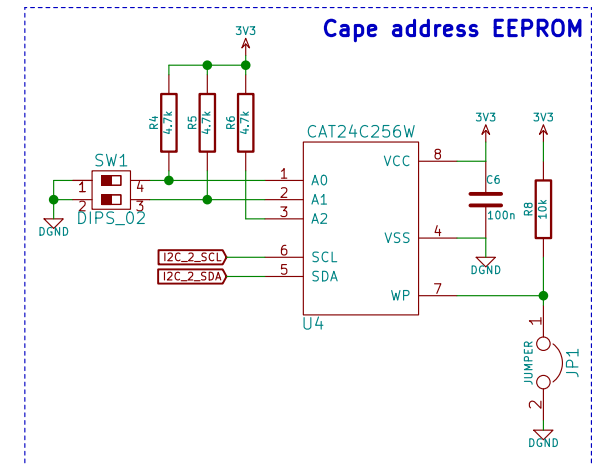 Cape address EEPROM
3V3
R4
4.7k
R5
4.7k
R6
4.7k
CAT24C256W
3V3
3V3
SW1
1
4
2
3
DIPS_02
DGND
1
A0
2
A1
3
A2
I2C_2_SCL
6
SCL
I2C_2_SDA
5
SDA
VCC
8
VSS
4
WP
7
U4
C6
100n
DGND
R8
10k
1
JUMPER
JP1
2
DGND